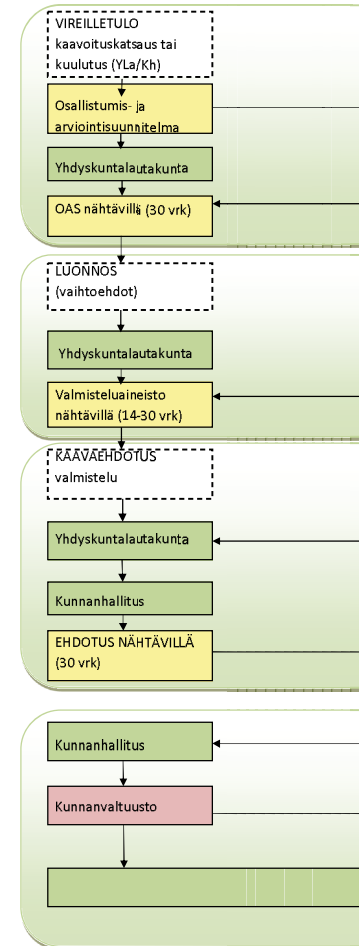 VIREILLETULO
kaavoituskatsaus tai
kuulutus (YLa/Kh)
Osallistumis- ja
arviointisuunnitelma
Yhdyskuntalautakunta
OAS nähtävillä (30 vrk)
LUONNOS
(vaihtoehdot)
Yhdyskuntalautakunta
Valmisteluaineisto
nähtävillä (14-30 vrk)
KAAVAEHDOTUS
valmistelu
Yhdyskuntalautakunta
Kunnanhallitus
EHDOTUS NÄHTÄVILLÄ
(30 vrk)
Kunnanhallitus
Kunnanvaltuusto